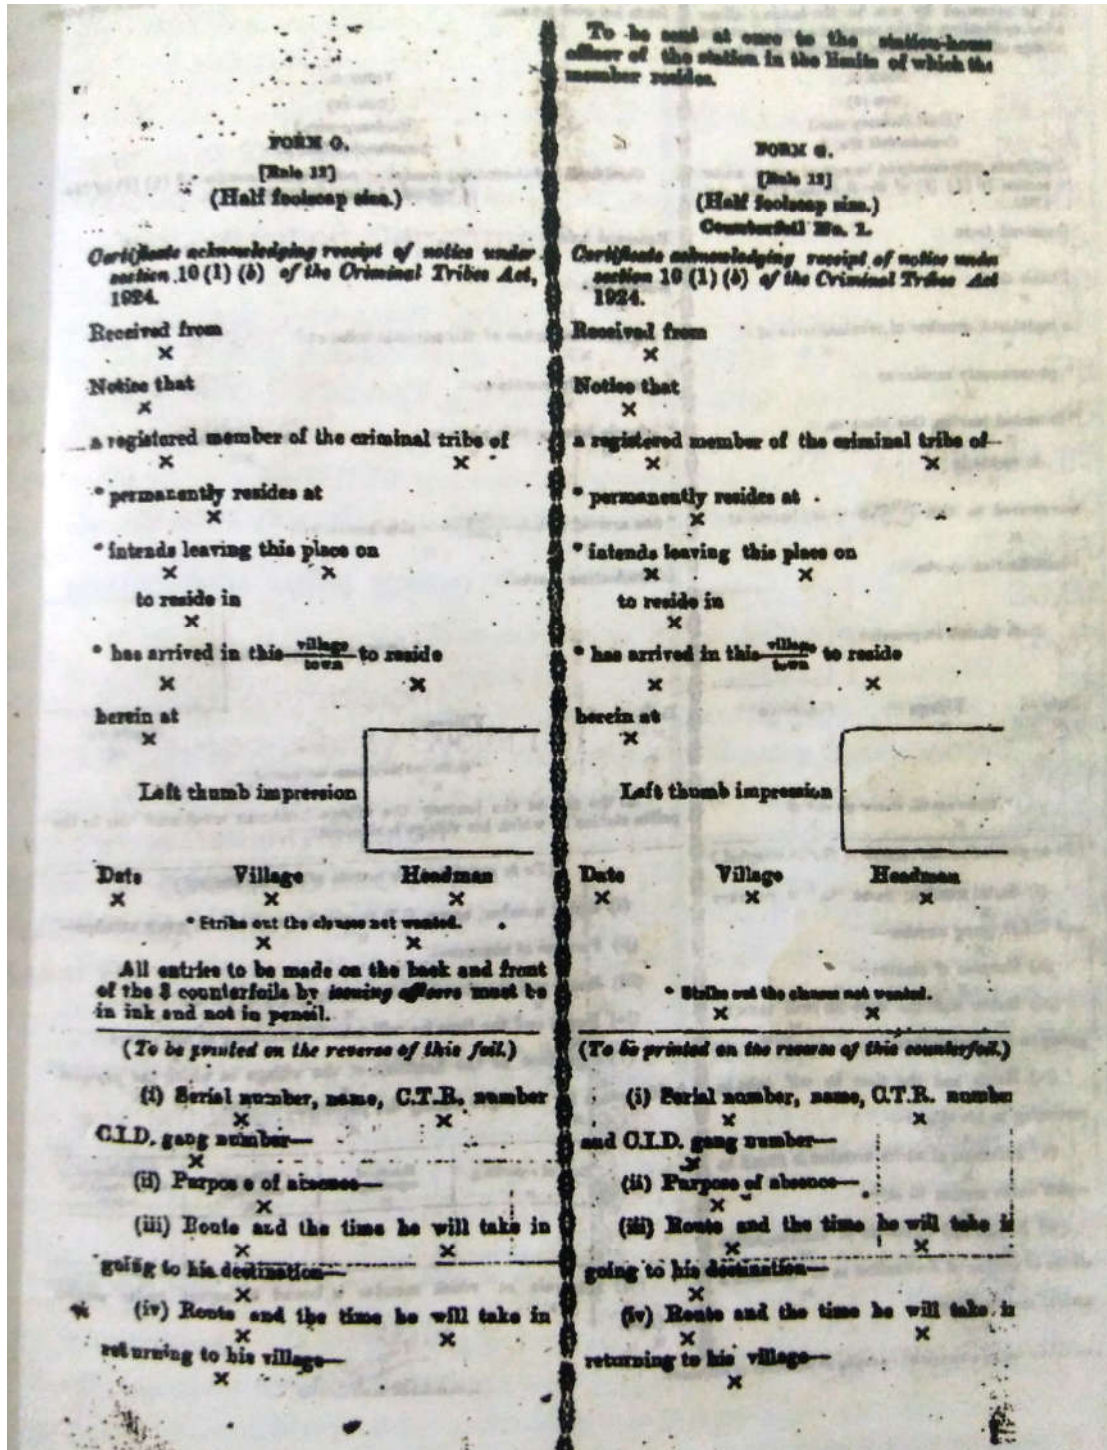 FORM G.
[Rule 12]
(Half foolscap size.)
Certificate acknowledging receipt of notice under
section 10 (1) (b) of the Criminal Tribes Act,
1924.
Received from
×
Notice that
×
a registered member of the criminal tribe of
× ×
* permanently resides at
×
* intends leaving this place on
× ×
to reside in
×
* has arrived in this village to reside
town
× ×
herein at
×
Left thumb impression
Date Village Headman
× × ×
* Strike out the clauses not wanted.
× ×
All entries to be made on the back and front
of the 3 counterfoils by issuing officers must be
in ink and not in pencil.
(To be printed on the reverse of this foil.)
(i) Serial number, name, C.T.R. number
× ×
C.I.D. gang number—
×
(ii) Purpose of absence—
×
(iii) Route and the time he will take in
× ×
going to his destination—
×
(iv) Route and the time he will take in
× ×
returning to his village—
×
To be sent at once to the station-house
officer of the station in the limits of which the
member resides.
FORM G.
[Rule 12]
(Half foolscap size.)
Counterfoil No. 1.
Certificate acknowledging receipt of notice under
section 10 (1) (b) of the Criminal Tribes Act
1924.
Received from
×
Notice that
×
a registered member of the criminal tribe of
× ×
* permanently resides at
×
* intends leaving this place on
× ×
to reside in
×
* has arrived in this village to reside
town
× ×
herein at
×
Left thumb impression
Date Village Headman
× × ×
* Strike out the clauses not wanted.
× ×
(To be printed on the reverse of this counterfoil.)
(i) Serial number, name, C.T.R. number
× ×
and C.I.D. gang number—
×
(ii) Purpose of absence—
×
(iii) Route and the time he will take in
× ×
going to his destination—
×
(iv) Route and the time he will take in
× ×
returning to his village—
×